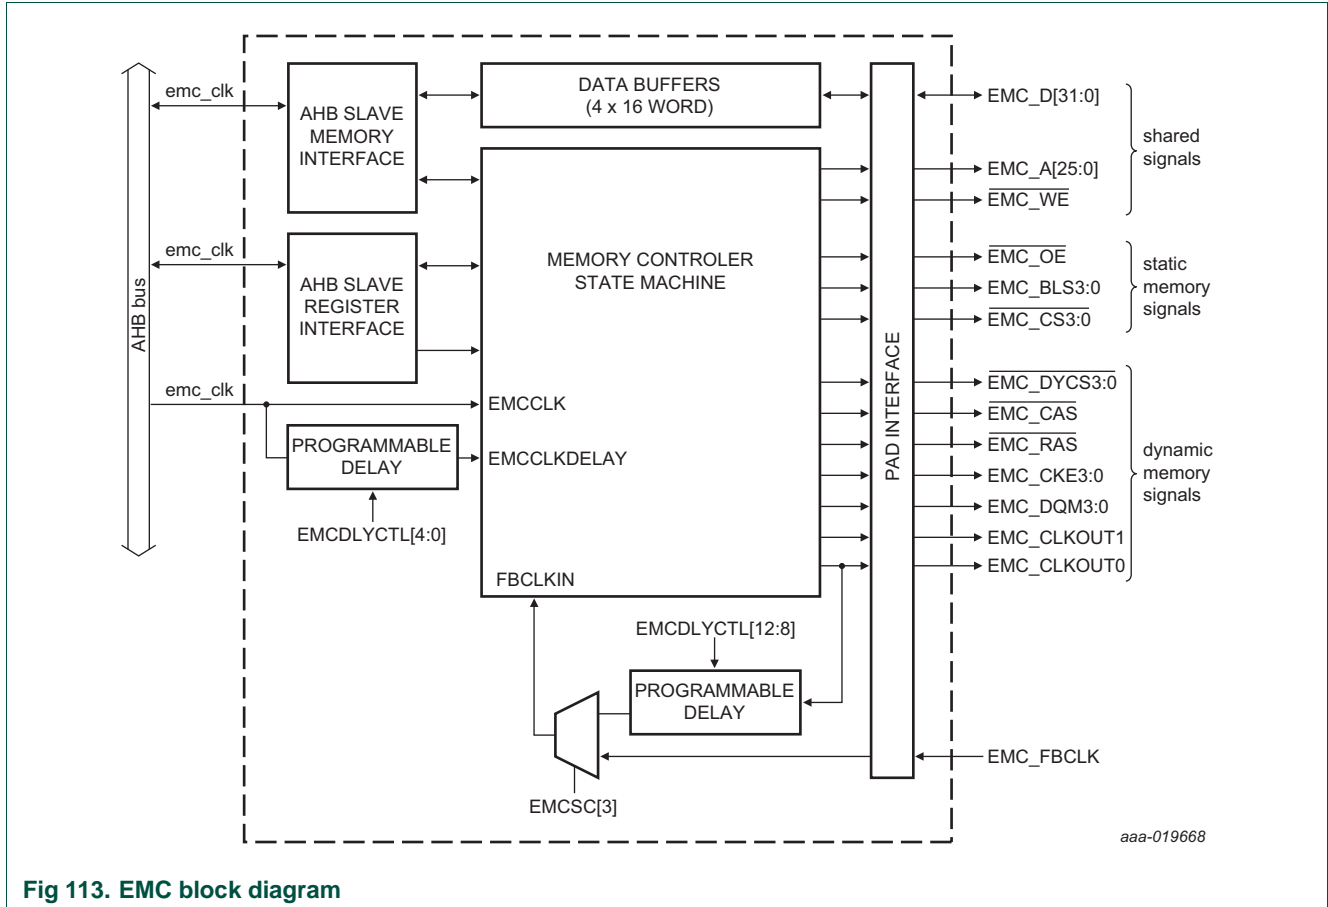 emc_clk
AHB SLAVE
MEMORY
INTERFACE
DATA BUFFERS
(4 x 16 WORD)
EMC_D[31:0]
shared
signals
EMC_A[25:0]
EMC_WE
emc_clk
AHB SLAVE
REGISTER
INTERFACE
MEMORY CONTROLER
STATE MACHINE
EMC_OE
EMC_BLS3:0
EMC_CS3:0
static
memory
signals
AHB bus
PAD INTERFACE
emc_clk
EMCCLK
PROGRAMMABLE
DELAY
EMCCLKDELAY
EMCDLYCTL[4:0]
EMC_DYCS3:0
EMC_CAS
EMC_RAS
EMC_CKE3:0
EMC_DQM3:0
EMC_CLKOUT1
EMC_CLKOUT0
dynamic
memory
signals
FBCLKIN
EMCDLYCTL[12:8]
PROGRAMMABLE
DELAY
EMC_FBCLK
EMCSC[3]
aaa-019668
Fig 113. EMC block diagram